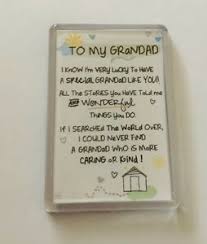 TO MY GRANDAD
I KNOW I'm VERY LUCKY TO HAVE
A SPECIAL GRANDAD LIKE YOU!
ALL THE STORIES YOU HAVE TOLD ME
AND WONDERFUL
THINGS YOU DO.
IF I SEARCHED THE WORLD OVER,
I COULD NEVER FIND
A GRANDAD WHO IS MORE
CARING OR KIND!